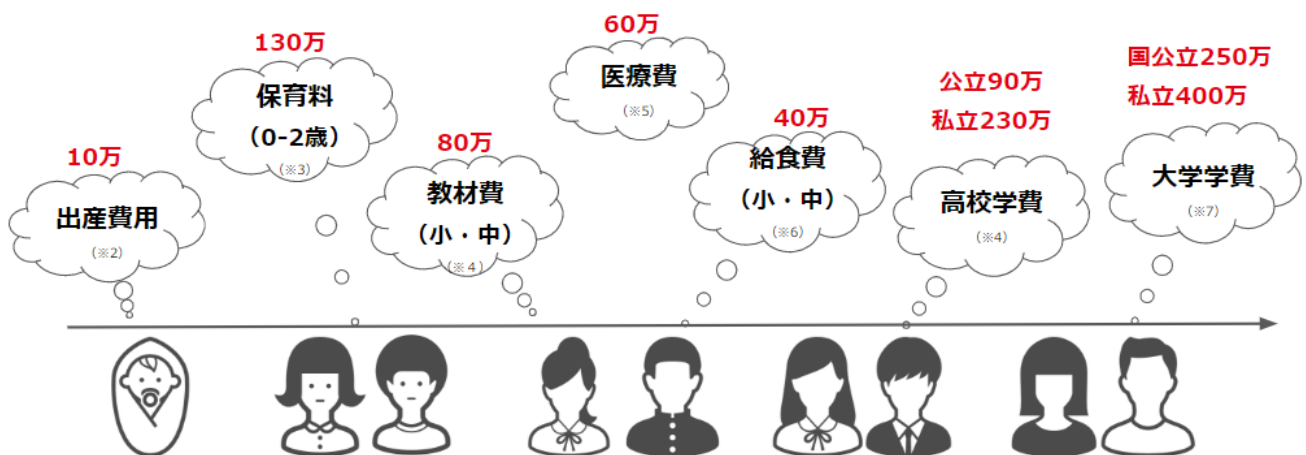 10万
出産費用
(※2)
130万
保育料
(0-2歳)
(※3)
80万
教材費
(小・中)
(※4)
60万
医療費
(※5)
40万
給食費
(小・中)
(※6)
公立90万
私立230万
高校学費
(※4)
国公立250万
私立400万
大学学費
(※7)